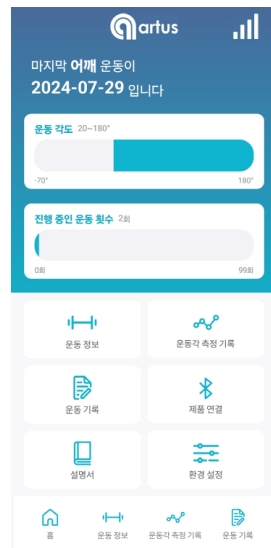 artus
마지막 어깨 운동이
2024-07-29 입니다
운동 각도 20~180°
-70° 180°
진행 중인 운동 횟수 2회
0회 99회
운동 정보 운동각 측정 기록
운동 기록 제품 연결
설명서 환경 설정
홈 운동 정보 운동각 측정 기록 운동 기록